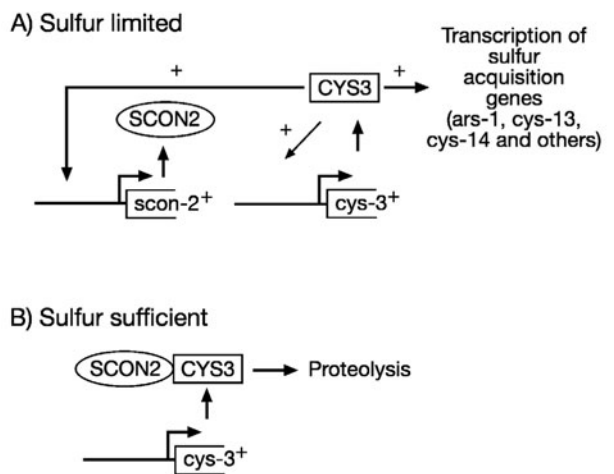 A) Sulfur limited
Transcription of
sulfur
acquisition
genes
(ars-1, cys-13,
cys-14 and others)
+
CYS3
+
SCON2
+
scon-2+
cys-3+
B) Sulfur sufficient
SCON2
CYS3
Proteolysis
cys-3+